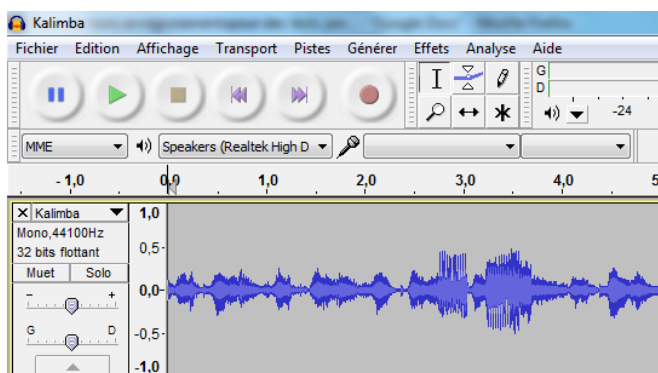 Kalimba
Fichier Edition Affichage Transport Pistes Générer Effets Analyse Aide
G
D
-24
MME Speakers (Realtek High D
- 1,0 0,0 1,0 2,0 3,0 4,0 5
Kalimba 1,0
Mono,44100Hz
32 bits flottant 0,5
Muet Solo
- + 0,0
G D -0,5
-1,0